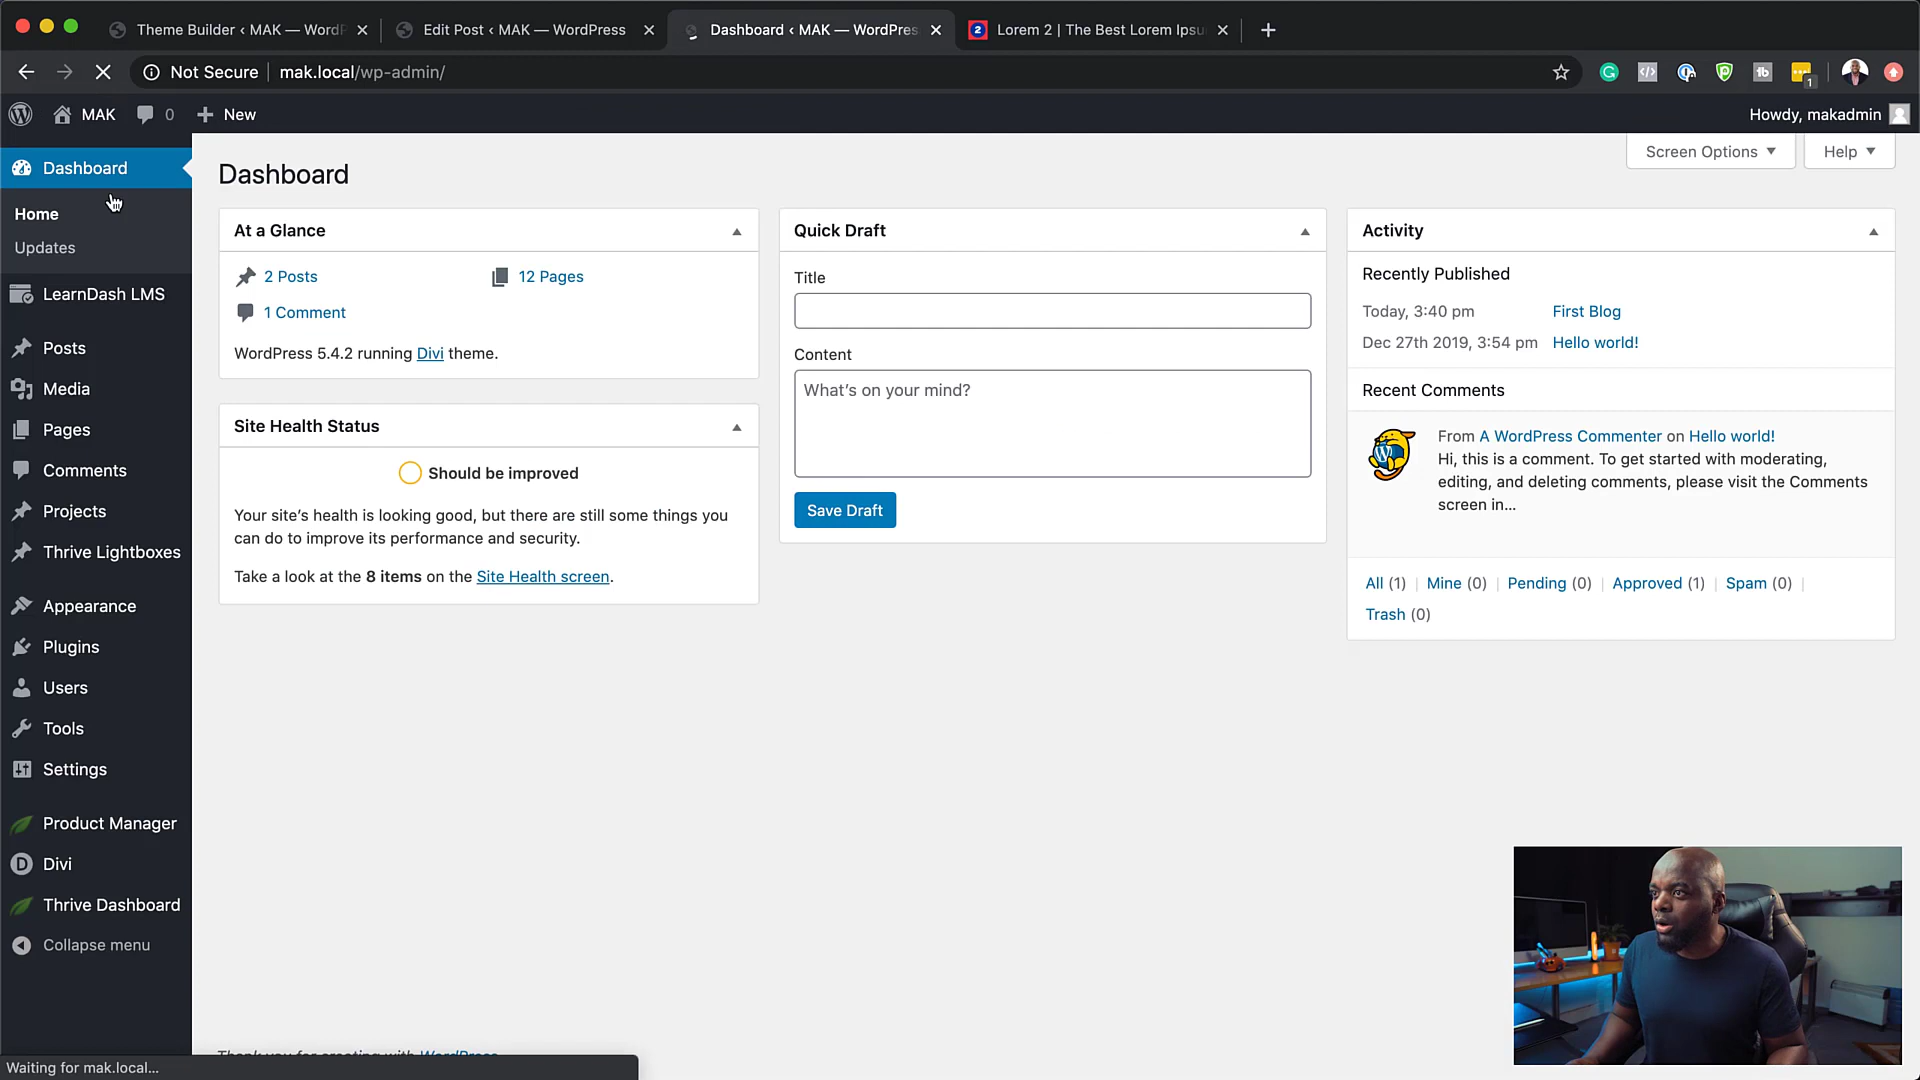 Theme Builder ‹ MAK — WordP
Edit Post ‹ MAK — WordPress
Dashboard ‹ MAK — WordPres
2
Lorem 2 | The Best Lorem Ipsu
Not Secure
mak.local/wp-admin/
tb
1
MAK
0
New
Howdy, makadmin
Screen Options
Help
Dashboard
Home
Updates
LearnDash LMS
Posts
Media
Pages
Comments
Projects
Thrive Lightboxes
Appearance
Plugins
Users
Tools
Settings
Product Manager
D Divi
Thrive Dashboard
Collapse menu
Dashboard
At a Glance
2 Posts
12 Pages
1 Comment
WordPress 5.4.2 running Divi theme.
Site Health Status
Should be improved
Your site's health is looking good, but there are still some things you
can do to improve its performance and security.
Take a look at the 8 items on the Site Health screen.
Quick Draft
Title
Content
What's on your mind?
Save Draft
Activity
Recently Published
Today, 3:40 pm First Blog
Dec 27th 2019, 3:54 pm Hello world!
Recent Comments
From A WordPress Commenter on Hello world!
Hi, this is a comment. To get started with moderating,
editing, and deleting comments, please visit the Comments
screen in…
All (1) | Mine (0) | Pending (0) | Approved (1) | Spam (0) |
Trash (0)
Thank you for creating with WordPress
Waiting for mak.local...